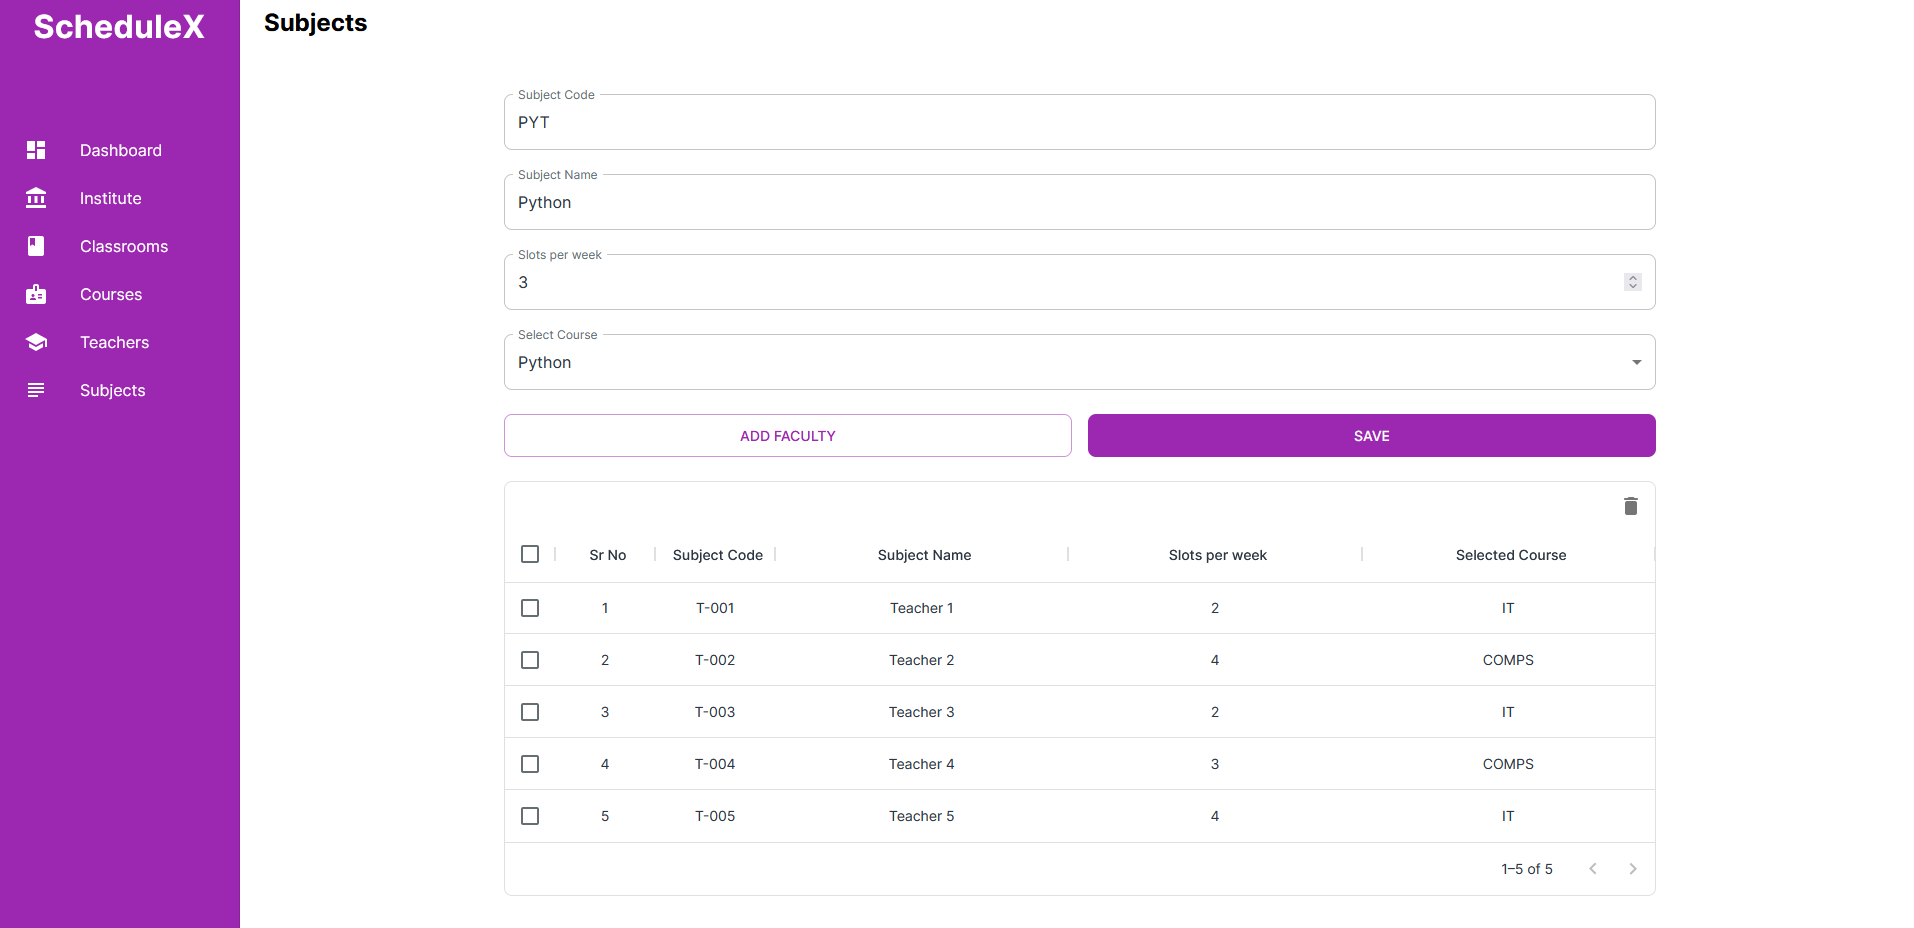 ScheduleX
Subjects
Dashboard
Institute
Classrooms
Courses
Teachers
Subjects
Subject Code
PYT
Subject Name
Python
Slots per week
3
Select Course
Python
ADD FACULTY SAVE
Sr No Subject Code Subject Name Slots per week Selected Course
1 T-001 Teacher 1 2 IT
2 T-002 Teacher 2 4 COMPS
3 T-003 Teacher 3 2 IT
4 T-004 Teacher 4 3 COMPS
5 T-005 Teacher 5 4 IT
1–5 of 5